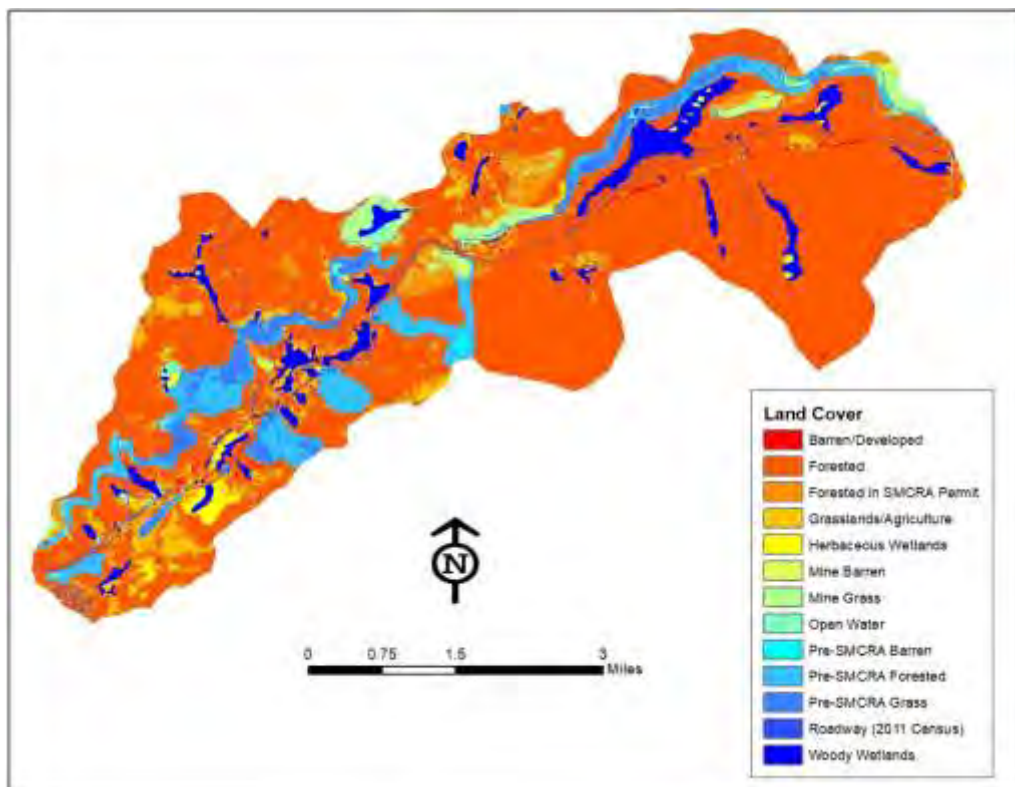 N
0 0.75 1.5 3
Miles
Land Cover
Barren/Developed
Forested
Forested in SMCRA Permit
Grasslands/Agriculture
Herbaceous Wetlands
Mine Barren
Mine Grass
Open Water
Pre-SMCRA Barren
Pre-SMCRA Forested
Pre-SMCRA Grass
Roadway (2011 Census)
Woody Wetlands